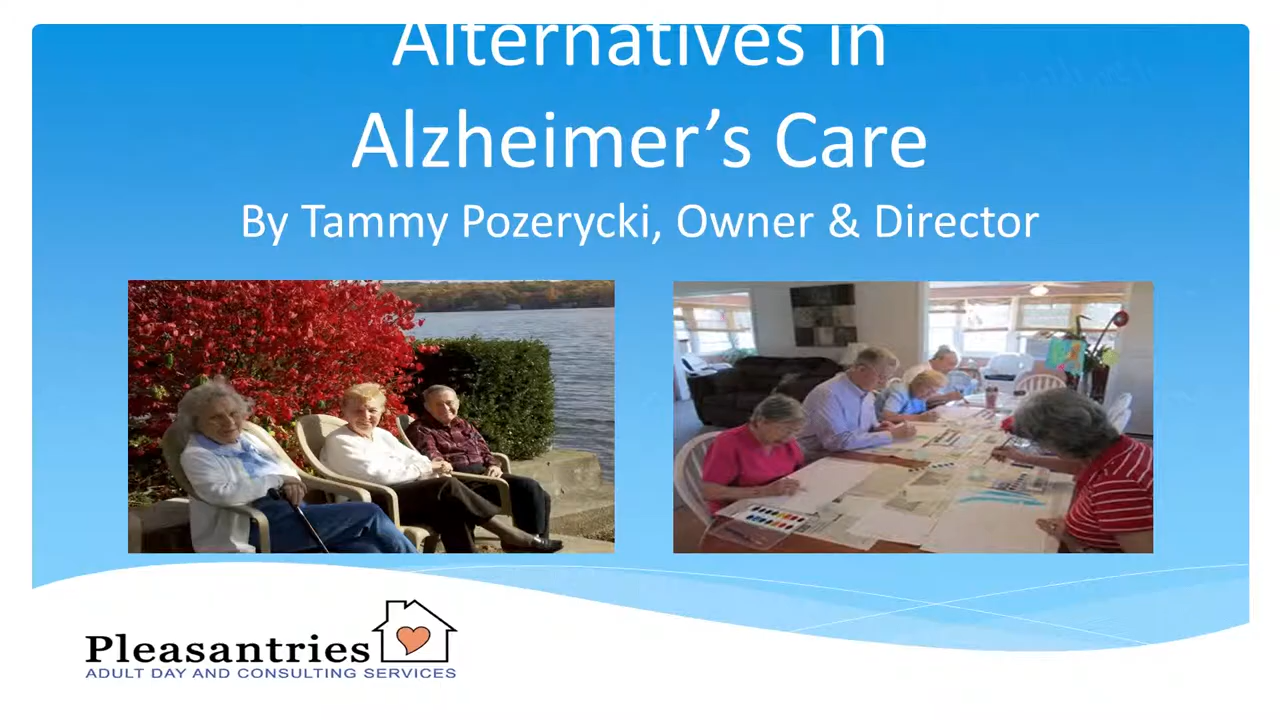 Alternatives in
Alzheimer’s Care
By Tammy Pozerycki, Owner & Director
Pleasantries
ADULT DAY AND CONSULTING SERVICES